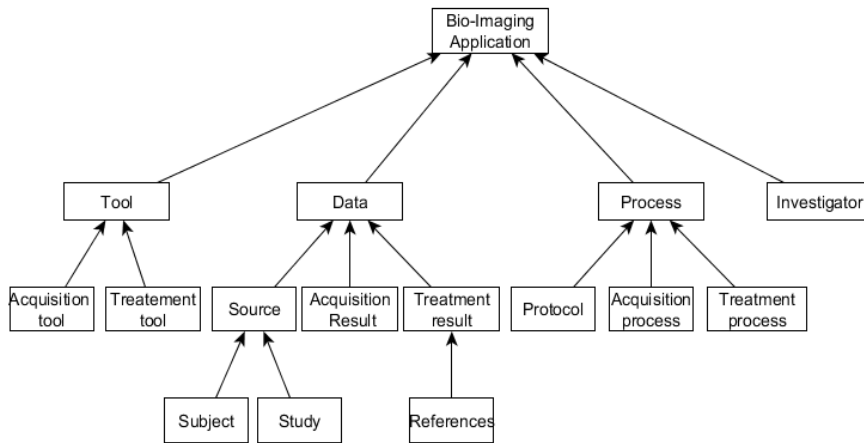 Bio-Imaging
Application
Tool
Data
Process
Investigator
Acquisition
tool
Treatement
tool
Source
Acquisition
Result
Treatment
result
Protocol
Acquisition
process
Treatment
process
Subject
Study
References